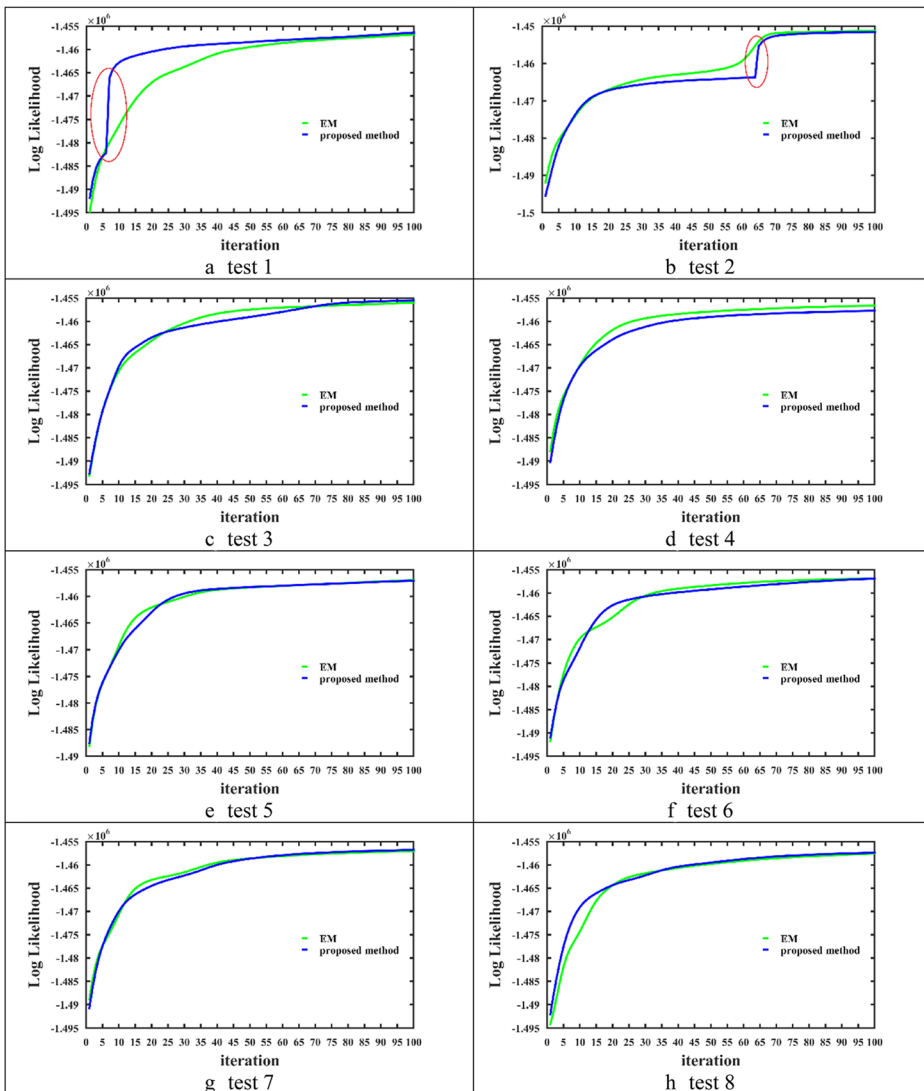 ×10⁶
×10⁶
-1.455
-1.46
-1.465
-1.47
-1.475
-1.48
-1.485
-1.49
-1.495
Log Likelihood
EM
proposed method
0 5 10 15 20 25 30 35 40 45 50 55 60 65 70 75 80 85 90 95 100
iteration
a test 1
-1.45
-1.46
-1.47
-1.48
-1.49
-1.5
Log Likelihood
EM
proposed method
0 5 10 15 20 25 30 35 40 45 50 55 60 65 70 75 80 85 90 95 100
iteration
b test 2
×10⁶
-1.455
-1.46
-1.465
-1.47
-1.475
-1.48
-1.485
-1.49
-1.495
Log Likelihood
EM
proposed method
0 5 10 15 20 25 30 35 40 45 50 55 60 65 70 75 80 85 90 95 100
iteration
c test 3
×10⁶
-1.455
-1.46
-1.465
-1.47
-1.475
-1.48
-1.485
-1.49
-1.495
Log Likelihood
EM
proposed method
0 5 10 15 20 25 30 35 40 45 50 55 60 65 70 75 80 85 90 95 100
iteration
d test 4
×10⁶
-1.455
-1.46
-1.465
-1.47
-1.475
-1.48
-1.485
-1.49
Log Likelihood
EM
proposed method
0 5 10 15 20 25 30 35 40 45 50 55 60 65 70 75 80 85 90 95 100
iteration
e test 5
×10⁶
-1.455
-1.46
-1.465
-1.47
-1.475
-1.48
-1.485
-1.49
-1.495
Log Likelihood
EM
proposed method
0 5 10 15 20 25 30 35 40 45 50 55 60 65 70 75 80 85 90 95 100
iteration
f test 6
×10⁶
-1.455
-1.46
-1.465
-1.47
-1.475
-1.48
-1.485
-1.49
-1.495
Log Likelihood
EM
proposed method
0 5 10 15 20 25 30 35 40 45 50 55 60 65 70 75 80 85 90 95 100
iteration
g test 7
×10⁶
-1.455
-1.46
-1.465
-1.47
-1.475
-1.48
-1.485
-1.49
-1.495
Log Likelihood
EM
proposed method
0 5 10 15 20 25 30 35 40 45 50 55 60 65 70 75 80 85 90 95 100
iteration
h test 8